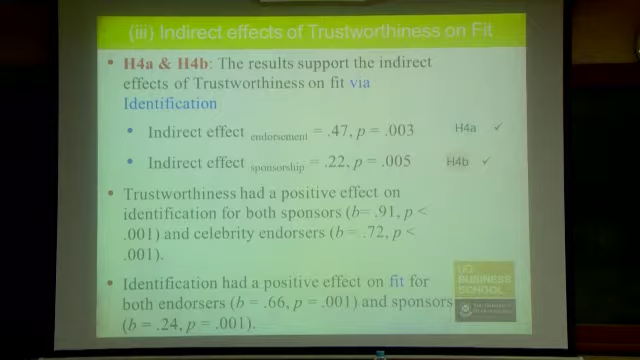 (iii) Indirect effects of Trustworthiness on Fit
• H4a & H4b: The results support the indirect
effects of Trustworthiness on fit via
Identification
• Indirect effect endorsement = .47, p = .003 H4a ✓
• Indirect effect sponsorship = .22, p = .005 H4b ✓
• Trustworthiness had a positive effect on
identification for both sponsors (b= .91, p <
.001) and celebrity endorsers (b = .72, p <
.001).
• Identification had a positive effect on fit for
both endorsers (b = .66, p = .001) and sponsors
(b = .24, p = .001).
UQ
BUSINESS
SCHOOL